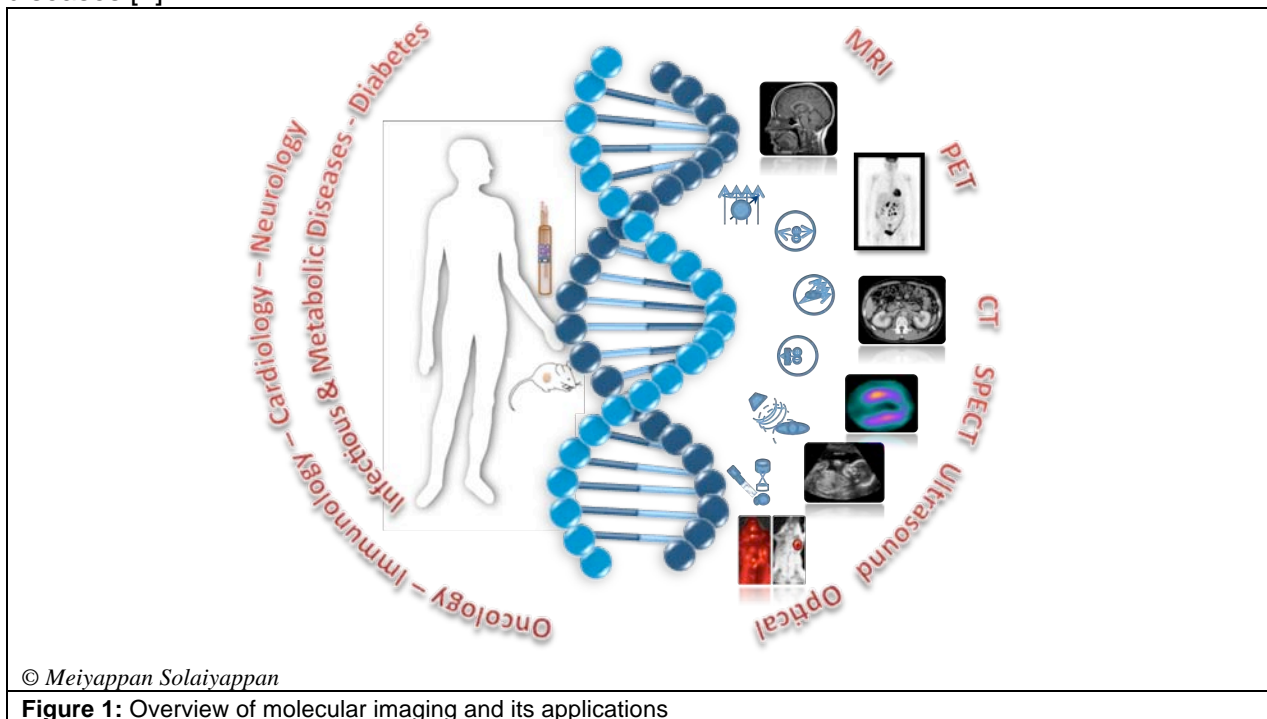 Oncology – Immunology – Cardiology – Neurology
Infectious & Metabolic Diseases - Diabetes
MRI
PET
CT
SPECT
Ultrasound
Optical
© Meiyappan Solaiyappan
Figure 1: Overview of molecular imaging and its applications